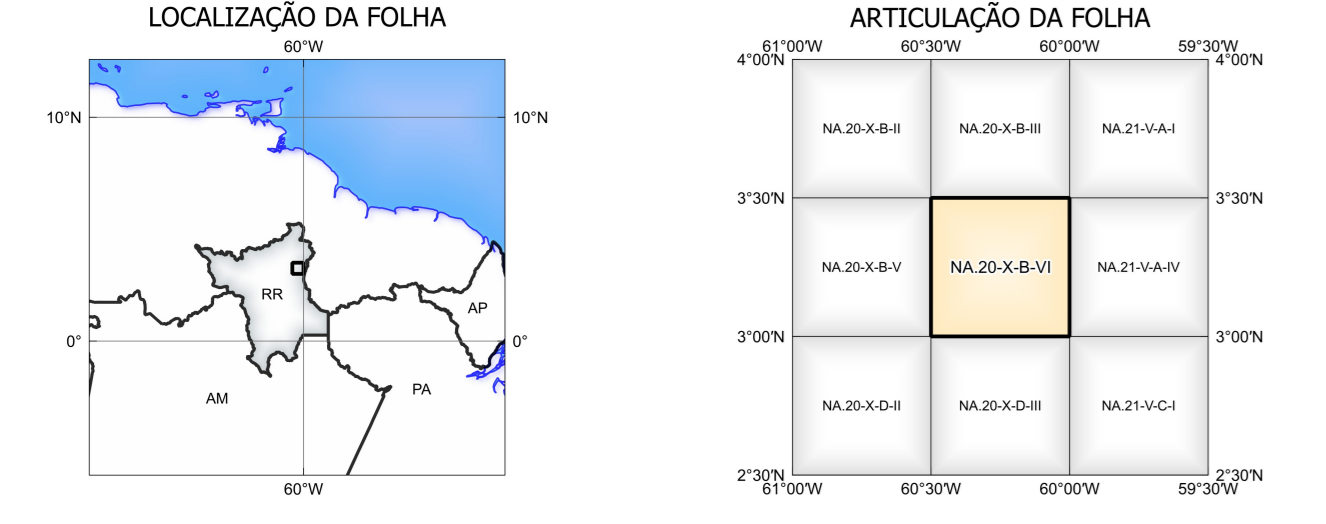 LOCALIZAÇÃO DA FOLHA
60°W
10°N
10°N
RR
AP
0°
0°
PA
AM
60°W
ARTICULAÇÃO DA FOLHA
61°00'W 60°30'W 60°00'W 59°30'W
4°00'N 4°00'N
NA.20-X-B-II NA.20-X-B-III NA.21-V-A-I
3°30'N 3°30'N
NA.20-X-B-V NA.20-X-B-VI NA.21-V-A-IV
3°00'N 3°00'N
NA.20-X-D-II NA.20-X-D-III NA.21-V-C-I
2°30'N 2°30'N
61°00'W 60°30'W 60°00'W 59°30'W